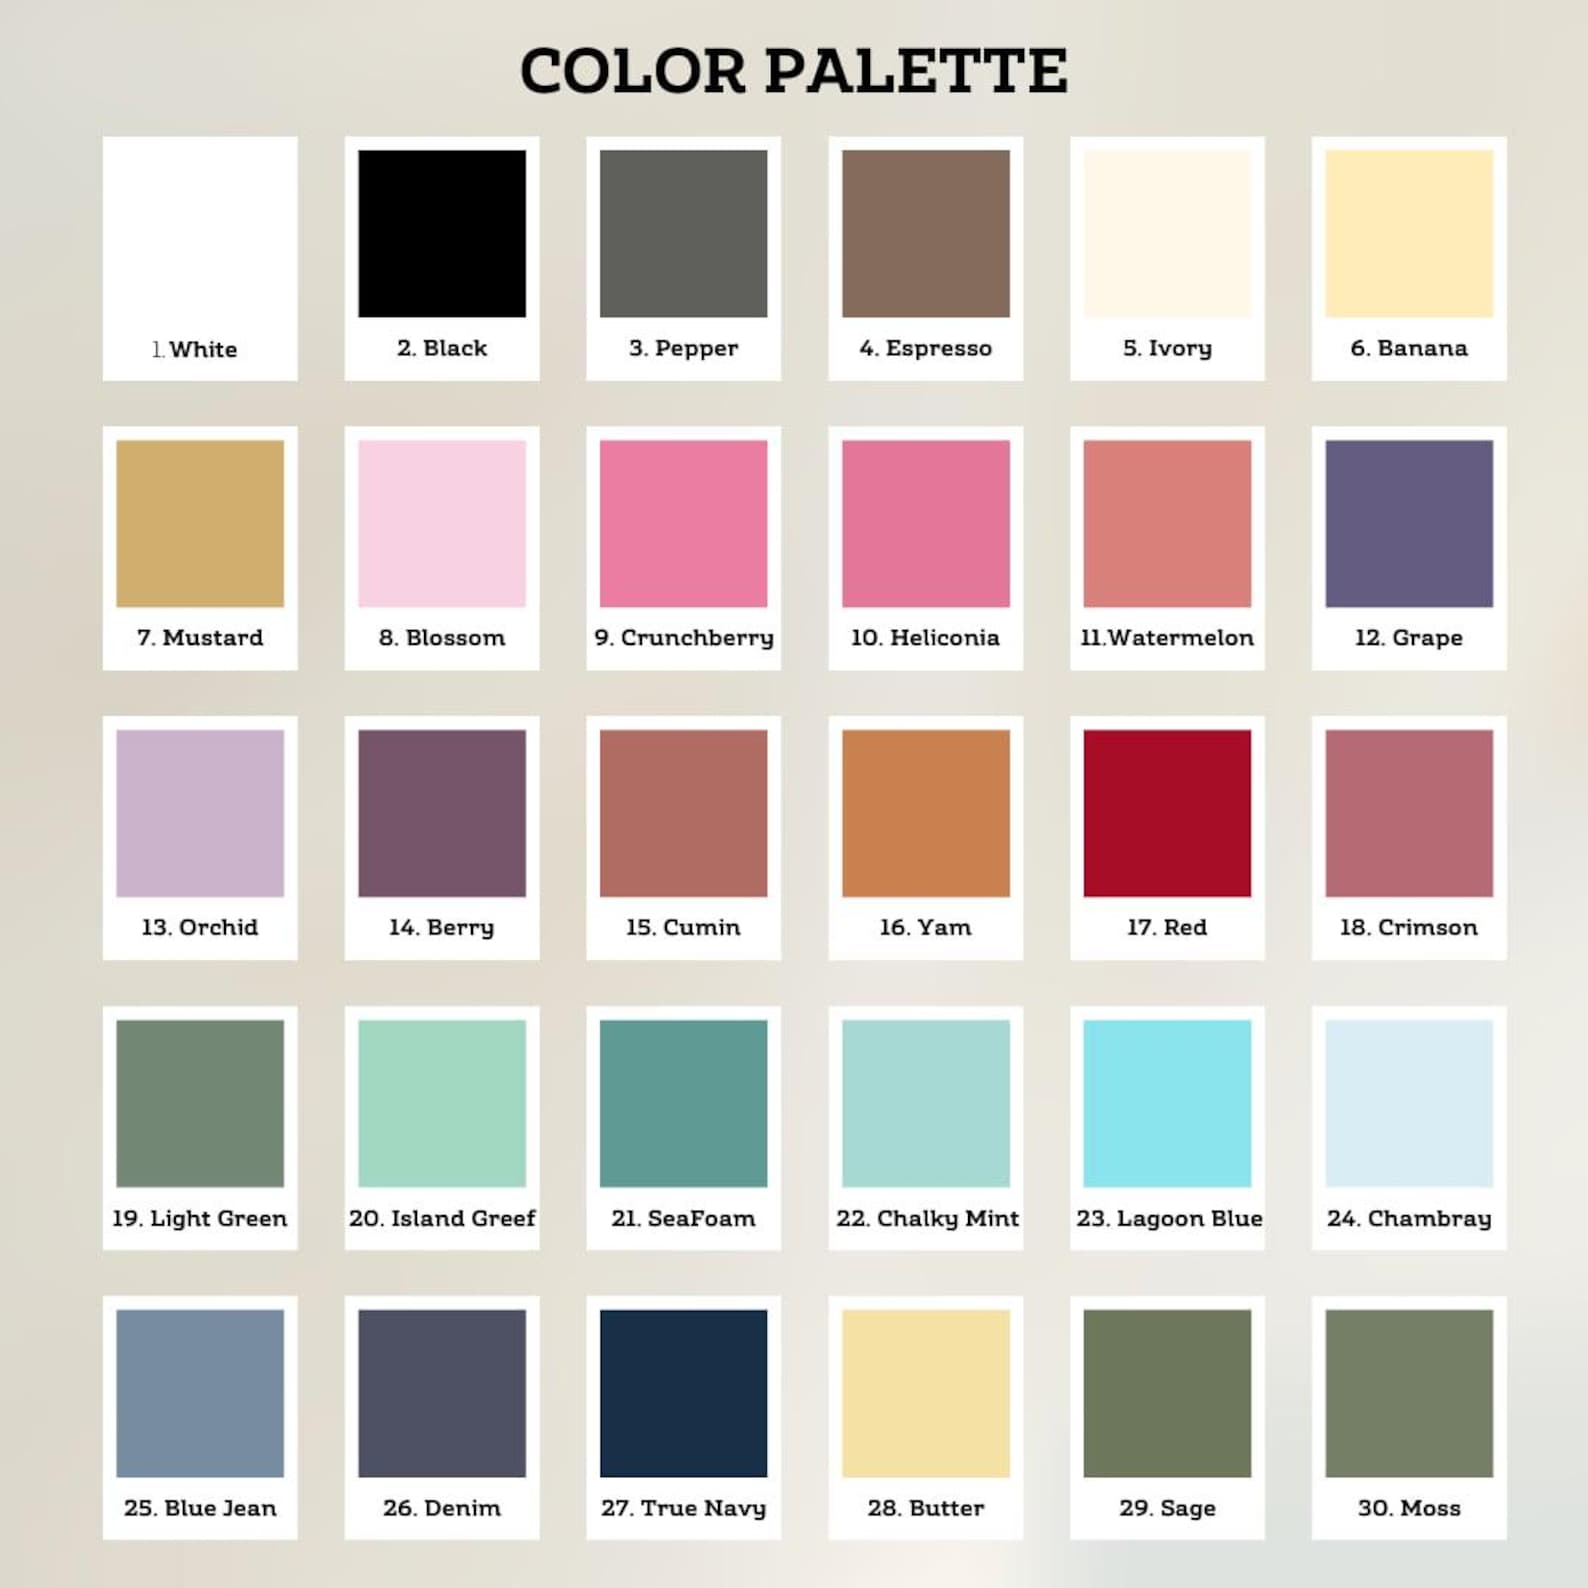 COLOR PALETTE
1. White
2. Black
3. Pepper
4. Espresso
5. Ivory
6. Banana
7. Mustard
8. Blossom
9. Crunchberry
10. Heliconia
11.Watermelon
12. Grape
13. Orchid
14. Berry
15. Cumin
16. Yam
17. Red
18. Crimson
19. Light Green
20. Island Greef
21. SeaFoam
22. Chalky Mint
23. Lagoon Blue
24. Chambray
25. Blue Jean
26. Denim
27. True Navy
28. Butter
29. Sage
30. Moss